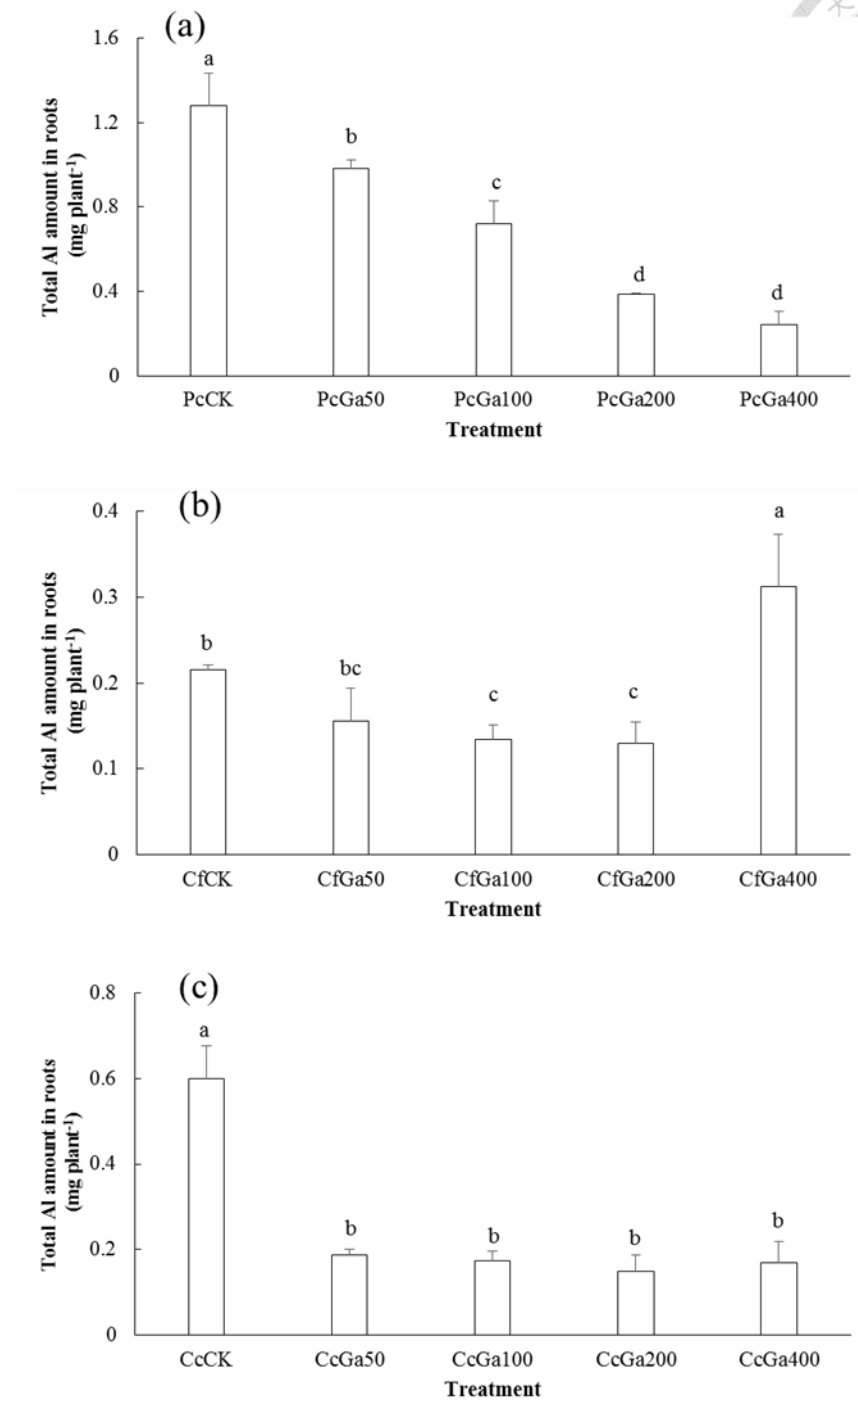 (a)
1.6
1.2
0.8
0.4
0
Total Al amount in roots
(mg plant⁻¹)
a
b
c
d
d
PcCK PcGa50 PcGa100 PcGa200 PcGa400
Treatment
(b)
0.4
0.3
0.2
0.1
0
Total Al amount in roots
(mg plant⁻¹)
b
bc
c
c
a
CfCK CfGa50 CfGa100 CfGa200 CfGa400
Treatment
(c)
0.8
0.6
0.4
0.2
0
Total Al amount in roots
(mg plant⁻¹)
a
b
b
b
b
CcCK CcGa50 CcGa100 CcGa200 CcGa400
Treatment